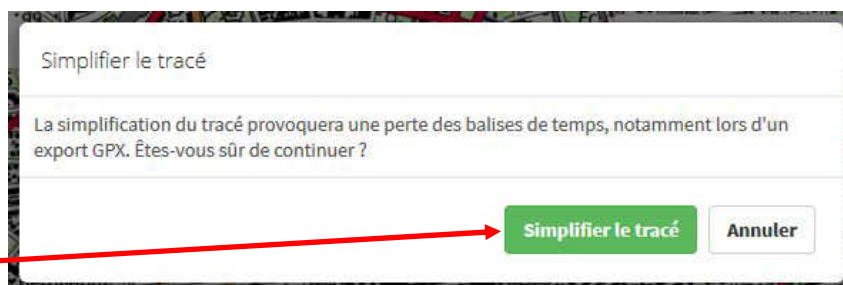 Simplifier le tracé
La simplification du tracé provoquera une perte des balises de temps, notamment lors d'un
export GPX. Êtes-vous sûr de continuer ?
Simplifier le tracé Annuler